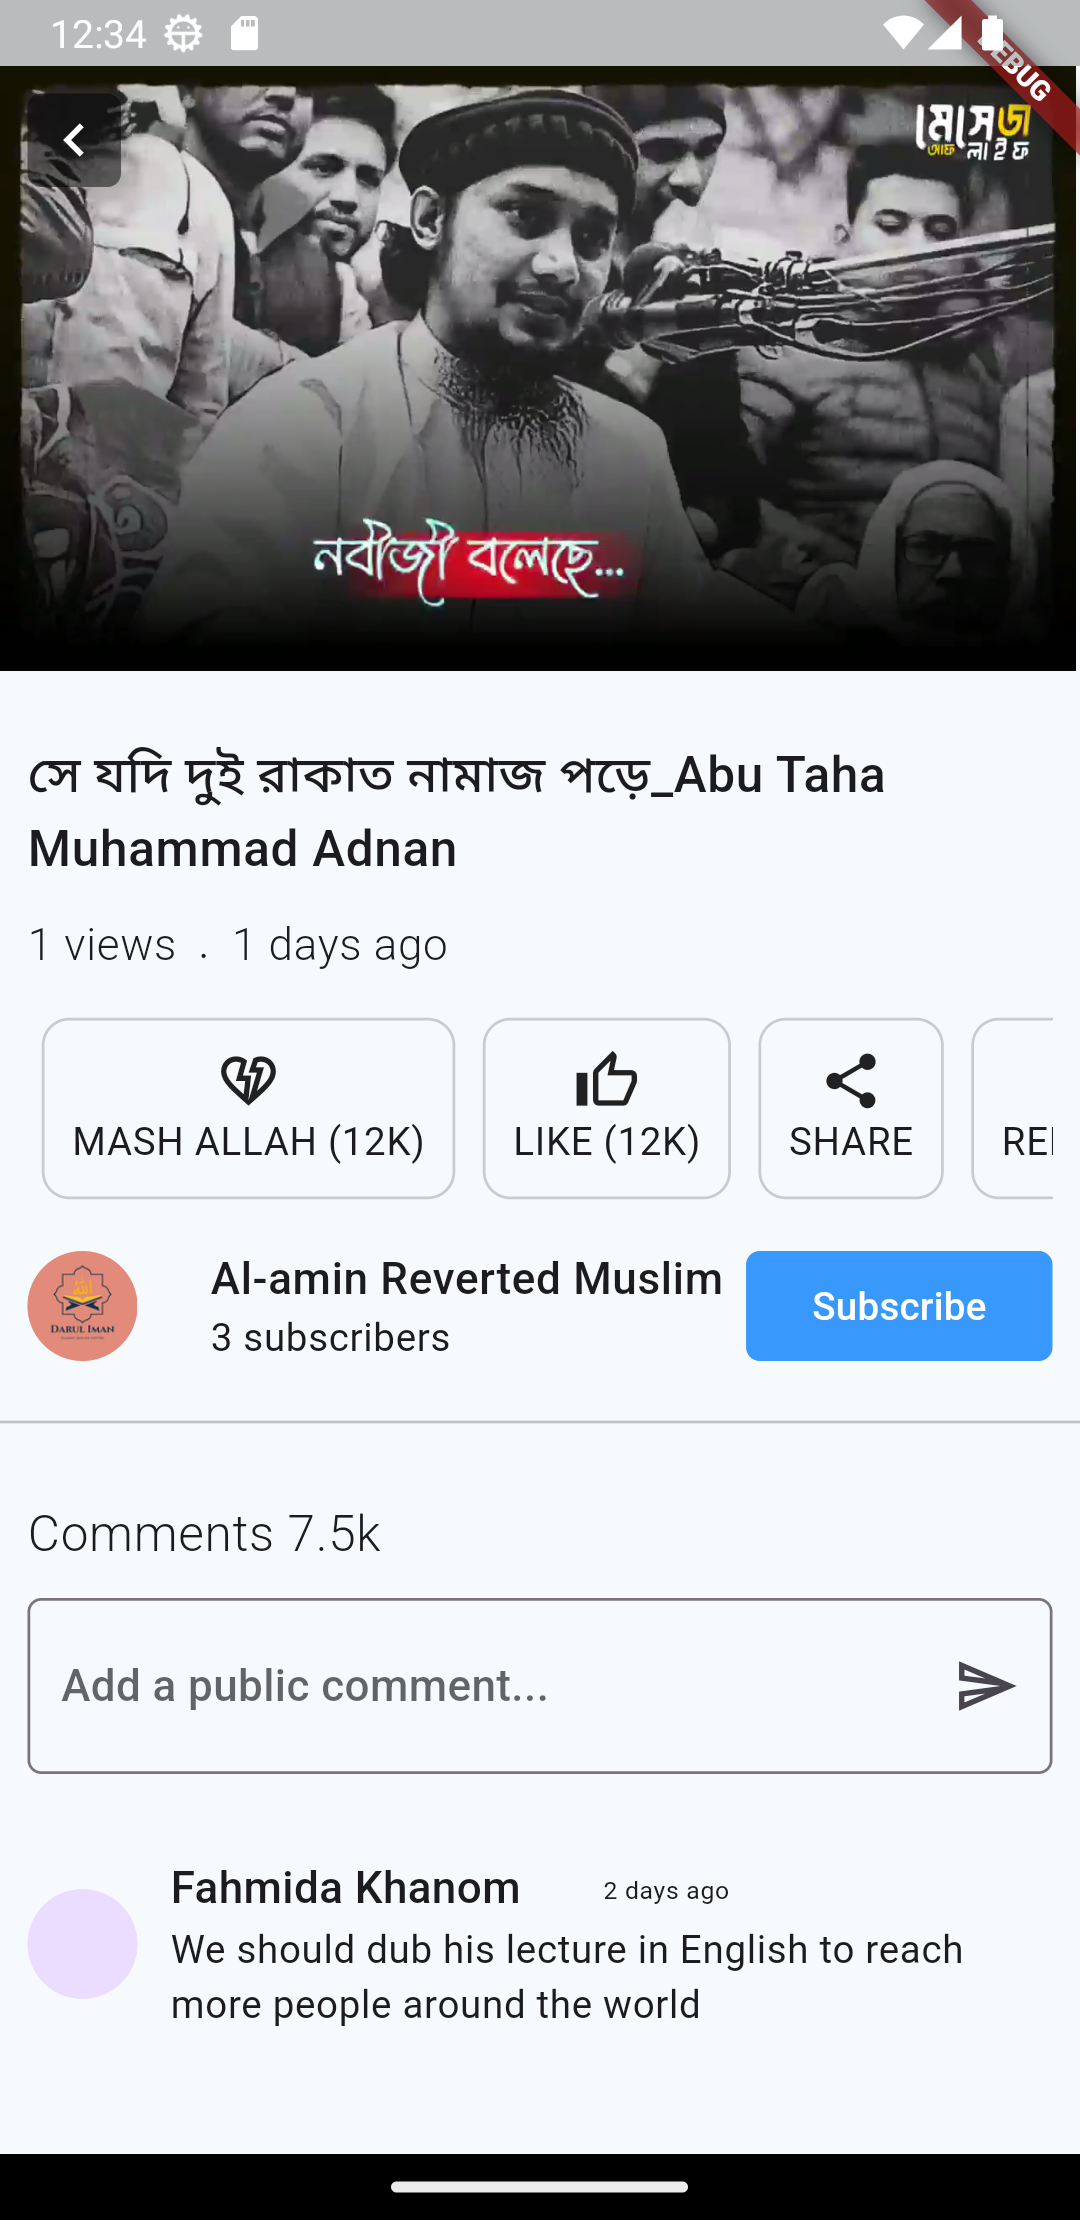 12:34
DEBUG
মেসেজ
অফ লাইফ
নবীজী বলেছে...
সে যদি দুই রাকাত নামাজ পড়ে_Abu Taha
Muhammad Adnan
1 views . 1 days ago
MASH ALLAH (12K)
LIKE (12K)
SHARE
Al-amin Reverted Muslim
3 subscribers
Subscribe
DARUL IMAN
Comments 7.5k
Add a public comment...
Fahmida Khanom
2 days ago
We should dub his lecture in English to reach
more people around the world